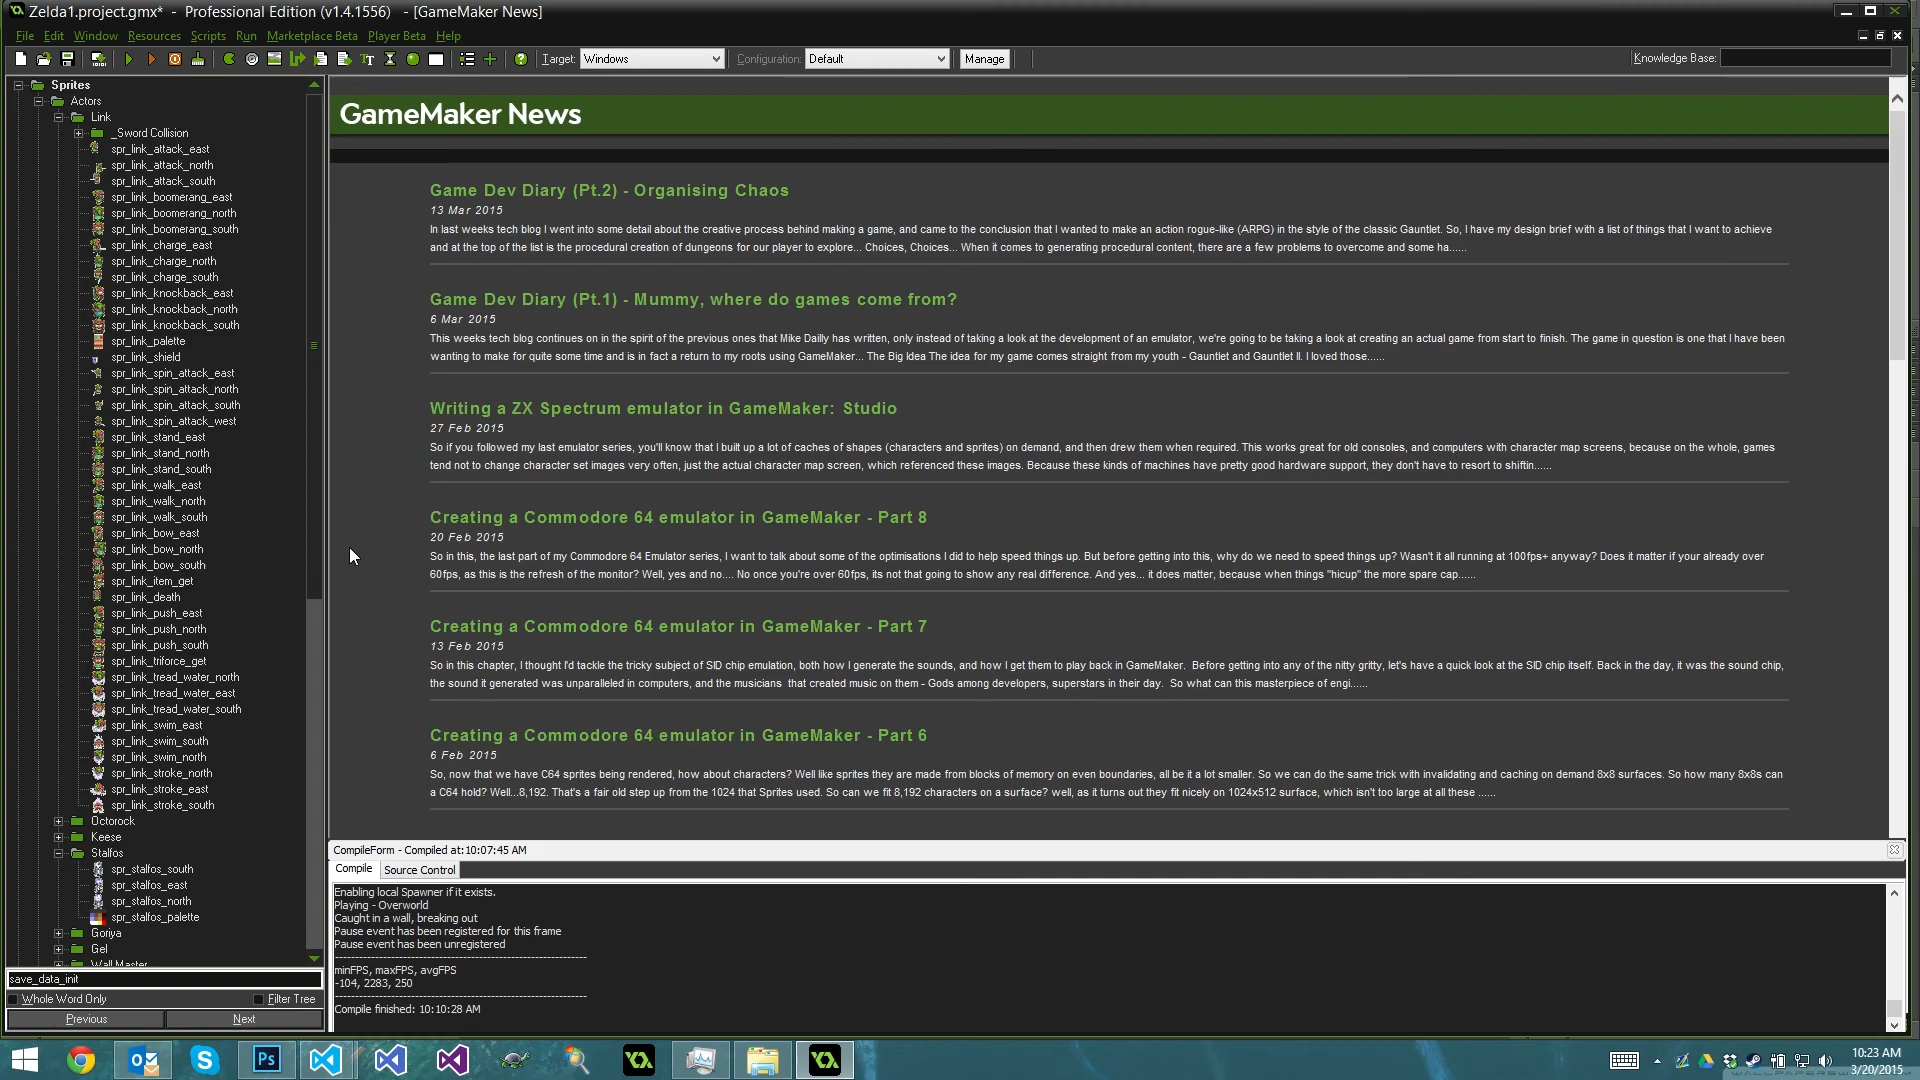 Zelda1.project.gmx* - Professional Edition (v1.4.1556) - [GameMaker News]
File Edit Window Resources Scripts Run Marketplace Beta Player Beta Help
Target: Windows Configuration: Default Manage Knowledge Base:
Sprites
Actors
Link
_Sword Collision
spr_link_attack_east
spr_link_attack_north
spr_link_attack_south
spr_link_boomerang_east
spr_link_boomerang_north
spr_link_boomerang_south
spr_link_charge_east
spr_link_charge_north
spr_link_charge_south
spr_link_knockback_east
spr_link_knockback_north
spr_link_knockback_south
spr_link_palette
spr_link_shield
spr_link_spin_attack_east
spr_link_spin_attack_north
spr_link_spin_attack_south
spr_link_spin_attack_west
spr_link_stand_east
spr_link_stand_north
spr_link_stand_south
spr_link_walk_east
spr_link_walk_north
spr_link_walk_south
spr_link_bow_east
spr_link_bow_north
spr_link_bow_south
spr_link_item_get
spr_link_death
spr_link_push_east
spr_link_push_north
spr_link_push_south
spr_link_triforce_get
spr_link_tread_water_north
spr_link_tread_water_east
spr_link_tread_water_south
spr_link_swim_east
spr_link_swim_south
spr_link_swim_north
spr_link_stroke_north
spr_link_stroke_east
spr_link_stroke_south
Octorock
Keese
Stalfos
spr_stalfos_south
spr_stalfos_east
spr_stalfos_north
spr_stalfos_palette
Goriya
Gel
Wall Master
save_data_init
Whole Word Only Filter Tree
Previous Next
GameMaker News
Game Dev Diary (Pt.2) - Organising Chaos
13 Mar 2015
In last weeks tech blog I went into some detail about the creative process behind making a game, and came to the conclusion that I wanted to make an action rogue-like (ARPG) in the style of the classic Gauntlet. So, I have my design brief with a list of things that I want to achieve
and at the top of the list is the procedural creation of dungeons for our player to explore... Choices, Choices... When it comes to generating procedural content, there are a few problems to overcome and some ha......
Game Dev Diary (Pt.1) - Mummy, where do games come from?
6 Mar 2015
This weeks tech blog continues on in the spirit of the previous ones that Mike Dailly has written, only instead of taking a look at the development of an emulator, we're going to be taking a look at creating an actual game from start to finish. The game in question is one that I have been
wanting to make for quite some time and is in fact a return to my roots using GameMaker... The Big Idea The idea for my game comes straight from my youth - Gauntlet and Gauntlet II. I loved those......
Writing a ZX Spectrum emulator in GameMaker: Studio
27 Feb 2015
So if you followed my last emulator series, you'll know that I built up a lot of caches of shapes (characters and sprites) on demand, and then drew them when required. This works great for old consoles, and computers with character map screens, because on the whole, games
tend not to change character set images very often, just the actual character map screen, which referenced these images. Because these kinds of machines have pretty good hardware support, they don't have to resort to shiftin......
Creating a Commodore 64 emulator in GameMaker - Part 8
20 Feb 2015
So in this, the last part of my Commodore 64 Emulator series, I want to talk about some of the optimisations I did to help speed things up. But before getting into this, why do we need to speed things up? Wasn't it all running at 100fps+ anyway? Does it matter if your already over
60fps, as this is the refresh of the monitor? Well, yes and no.... No once you're over 60fps, its not that going to show any real difference. And yes... it does matter, because when things "hicup" the more spare cap......
Creating a Commodore 64 emulator in GameMaker - Part 7
13 Feb 2015
So in this chapter, I thought I'd tackle the tricky subject of SID chip emulation, both how I generate the sounds, and how I get them to play back in GameMaker. Before getting into any of the nitty gritty, let's have a quick look at the SID chip itself. Back in the day, it was the sound chip,
the sound it generated was unparalleled in computers, and the musicians that created music on them - Gods among developers, superstars in their day. So what can this masterpiece of engi......
Creating a Commodore 64 emulator in GameMaker - Part 6
6 Feb 2015
So, now that we have C64 sprites being rendered, how about characters? Well like sprites they are made from blocks of memory on even boundaries, all be it a lot smaller. So we can do the same trick with invalidating and caching on demand 8x8 surfaces. So how many 8x8s can
a C64 hold? Well...8,192. That's a fair old step up from the 1024 that Sprites used. So can we fit 8,192 characters on a surface? well, as it turns out they fit nicely on 1024x512 surface, which isn't too large at all these ......
CompileForm - Compiled at:10:07:45 AM
Compile Source Control
Enabling local Spawner if it exists.
Playing - Overworld
Caught in a wall, breaking out
Pause event has been registered for this frame
Pause event has been unregistered
minFPS, maxFPS, avgFPS
-104, 2283, 250
Compile finished: 10:10:28 AM
Ps
10:23 AM
3/20/2015